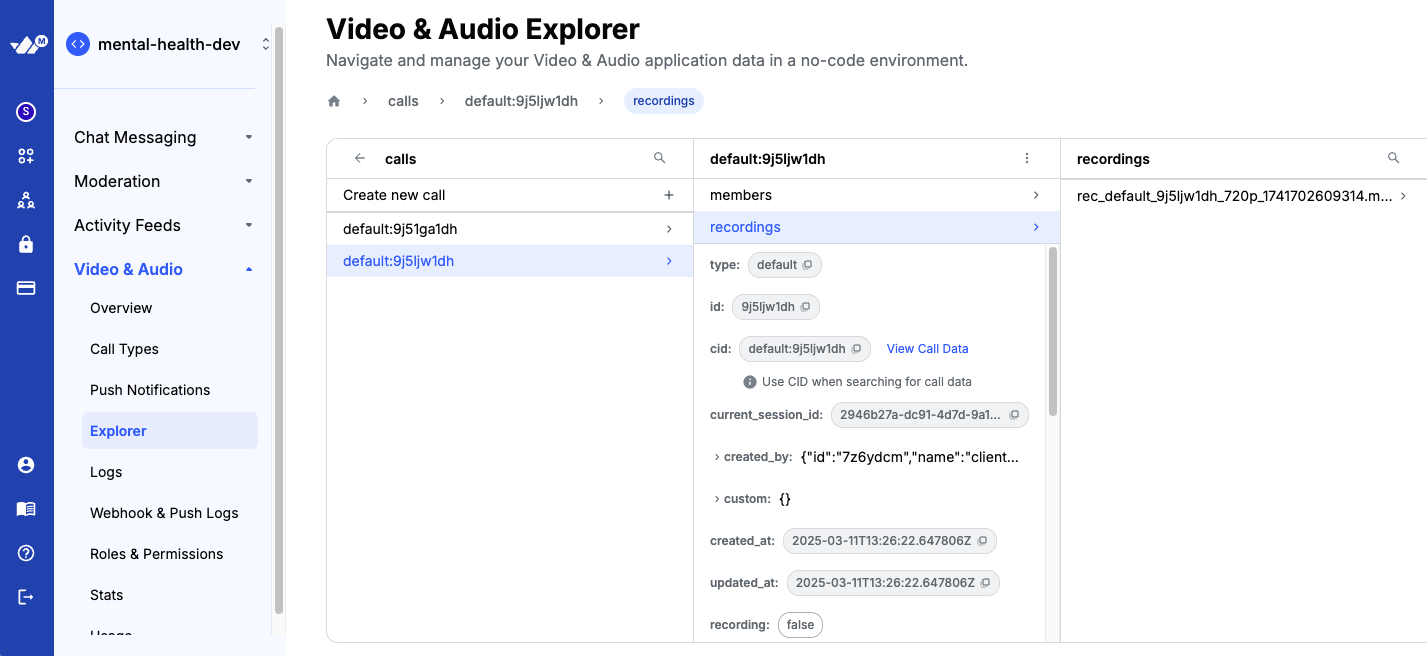 M
mental-health-dev
S
Chat Messaging
Moderation
Activity Feeds
Video & Audio
Overview
Call Types
Push Notifications
Explorer
Logs
Webhook & Push Logs
Roles & Permissions
Stats
Usage
Video & Audio Explorer
Navigate and manage your Video & Audio application data in a no-code environment.
calls > default:9j5ljw1dh > recordings
calls
Create new call +
default:9j51ga1dh
default:9j5ljw1dh
default:9j5ljw1dh
members
recordings
type: default
id: 9j5ljw1dh
cid: default:9j5ljw1dh View Call Data
Use CID when searching for call data
current_session_id: 2946b27a-dc91-4d7d-9a1...
created_by: {"id":"7z6ydcm","name":"client...
custom: {}
created_at: 2025-03-11T13:26:22.647806Z
updated_at: 2025-03-11T13:26:22.647806Z
recording: false
recordings
rec_default_9j5ljw1dh_720p_1741702609314.m...